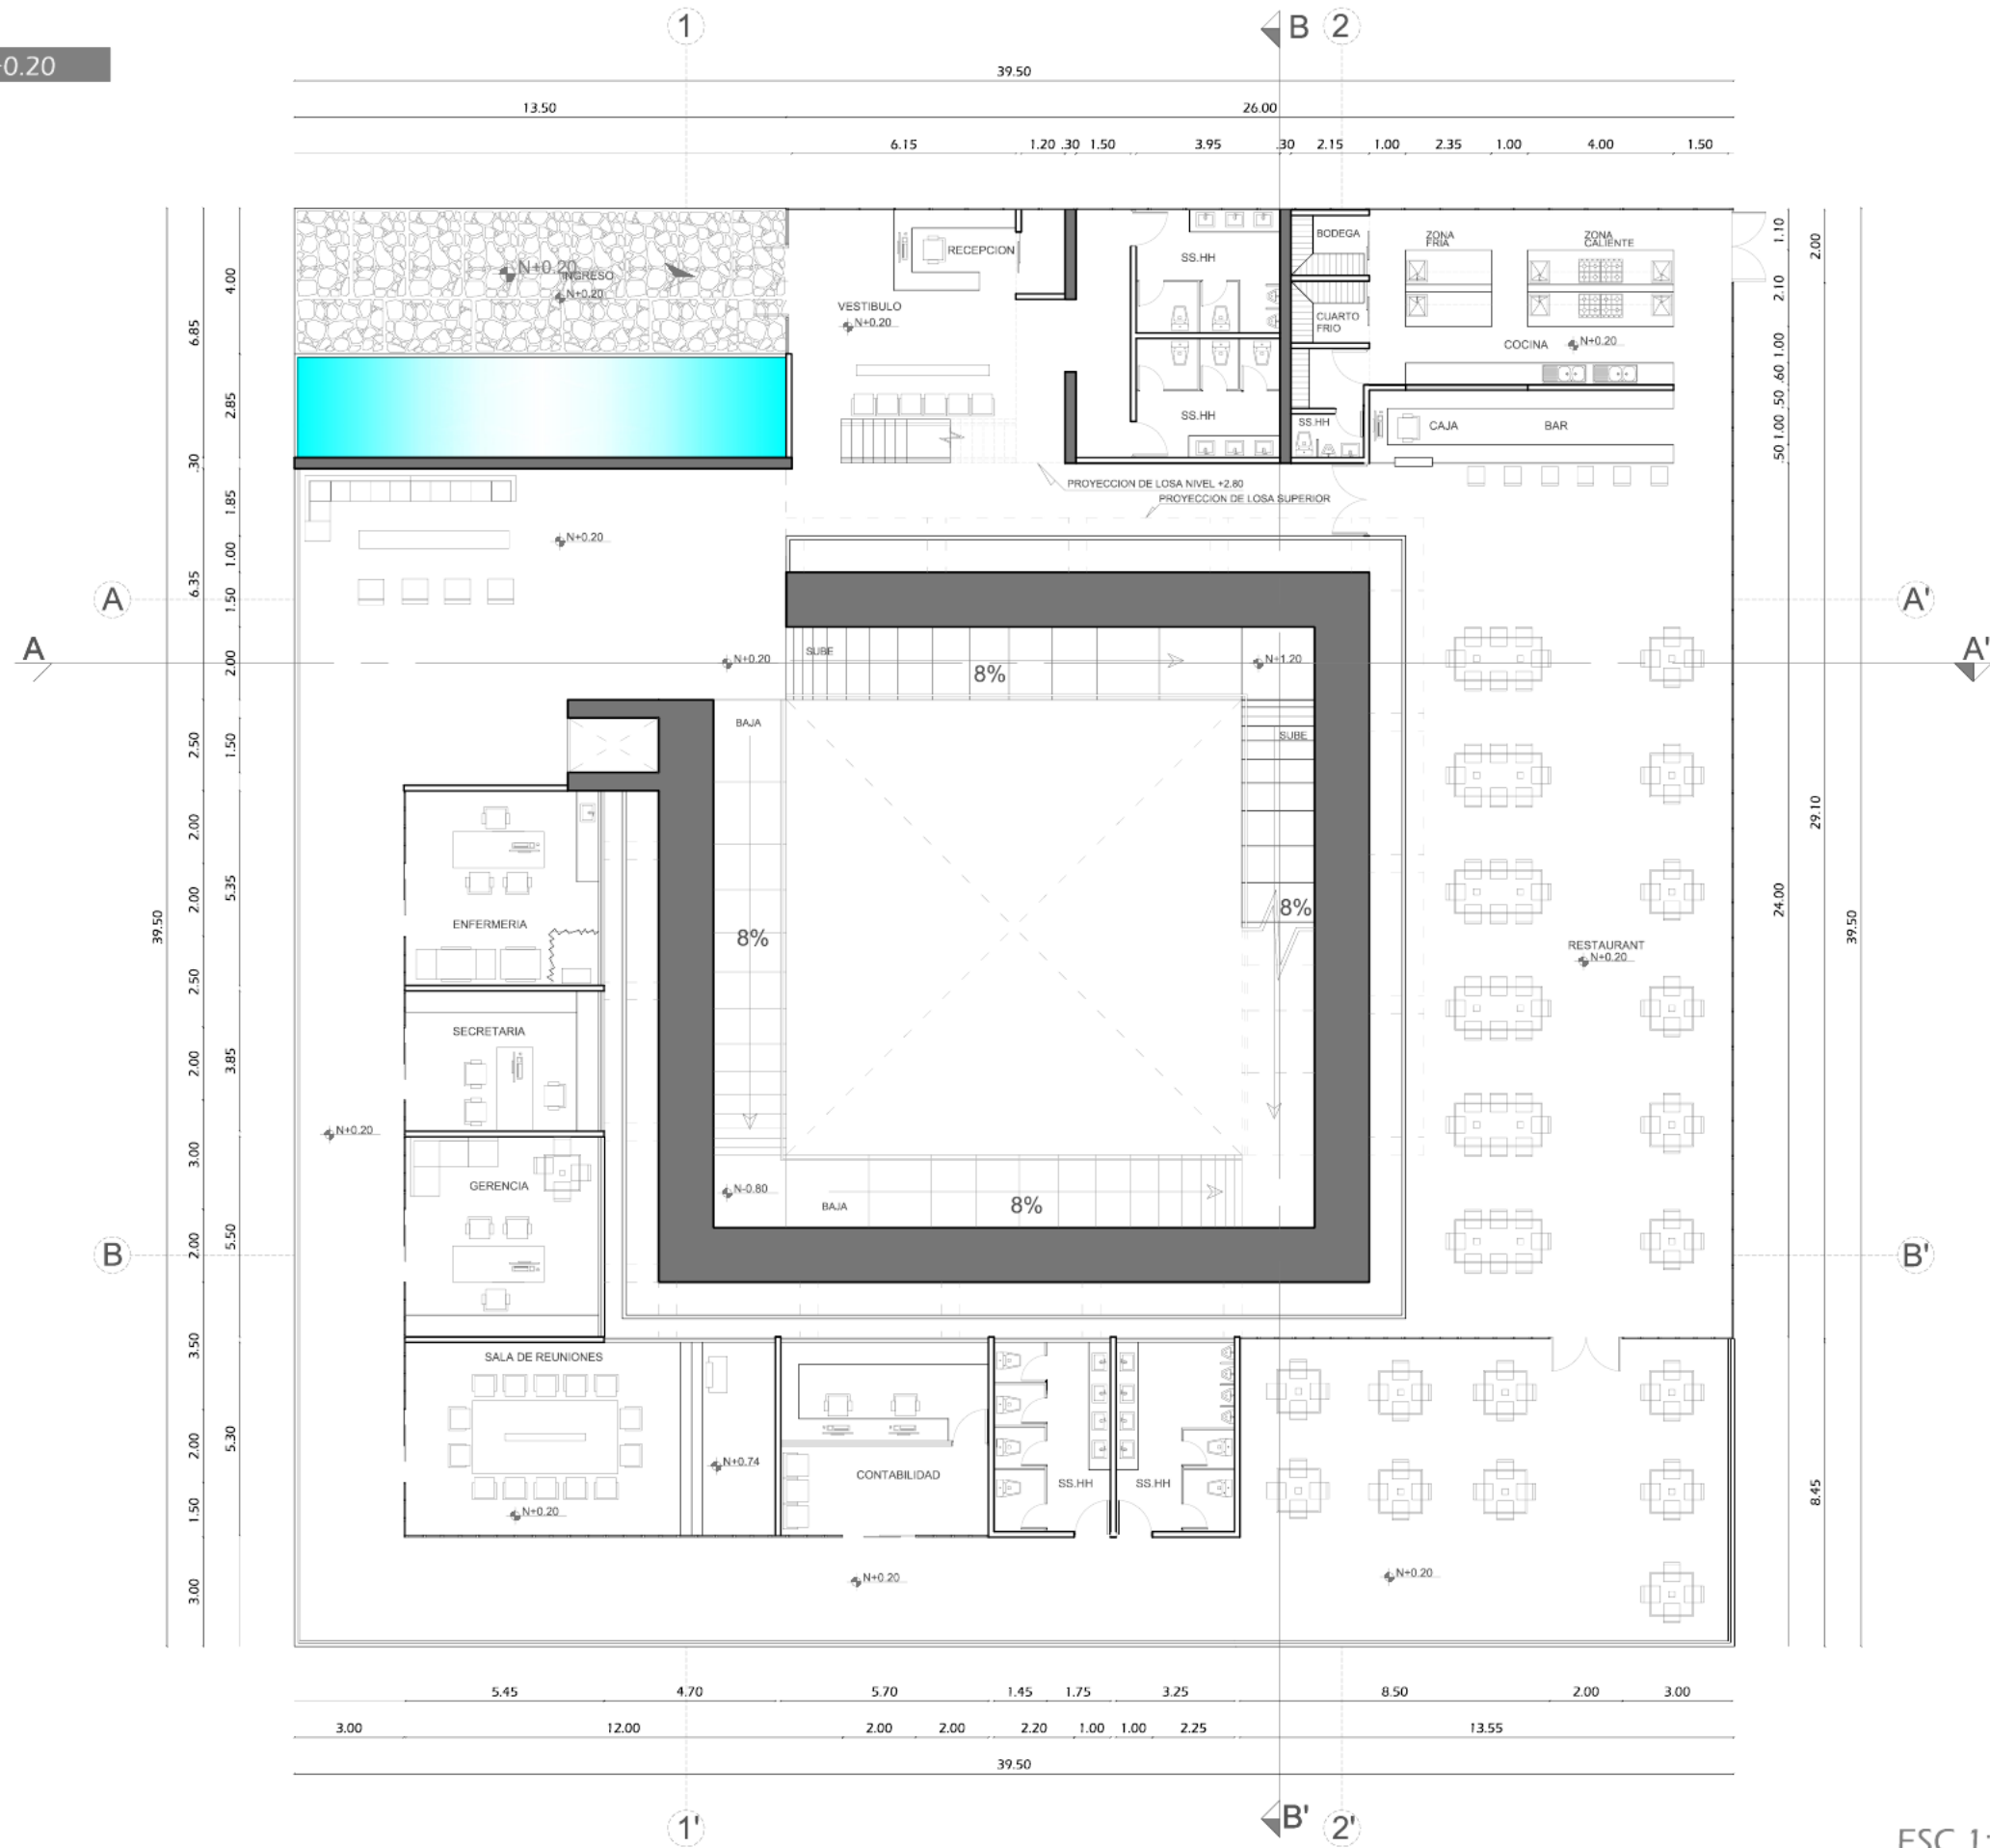 1
B
2
+0.20
39.50
13.50
26.00
6.15
1.20
.30
1.50
3.95
.30
2.15
1.00
2.35
1.00
4.00
1.50
RECEPCION
SS.HH
BODEGA
ZONA
FRIA
ZONA
CALIENTE
1.10
2.00
4.00
N+0.20
INGRESO
N+0.20
VESTIBULO
N+0.20
CUARTO
FRIO
COCINA
N+0.20
2.10
1.00
6.85
2.85
SS.HH
SS.HH
CAJA
BAR
.60
.50
1.00
.50
.30
PROYECCION DE LOSA NIVEL +2.80
PROYECCION DE LOSA SUPERIOR
1.85
N+0.20
1.00
6.35
1.50
A
A'
A
N+0.20
SUBE
8%
N+1.20
A'
2.00
BAJA
SUBE
2.50
1.50
2.00
5.35
2.00
39.50
ENFERMERIA
8%
8%
RESTAURANT
N+0.20
24.00
29.10
39.50
2.50
SECRETARIA
2.00
3.85
N+0.20
3.00
GERENCIA
N-0.80
BAJA
8%
2.00
5.50
B
B'
3.50
SALA DE REUNIONES
5.30
2.00
N+0.74
CONTABILIDAD
SS.HH
SS.HH
1.50
N+0.20
8.45
3.00
N+0.20
N+0.20
5.45
4.70
5.70
1.45
1.75
3.25
8.50
2.00
3.00
3.00
12.00
2.00
2.00
2.20
1.00
1.00
2.25
13.55
39.50
1'
B'
2'
ESC 1: